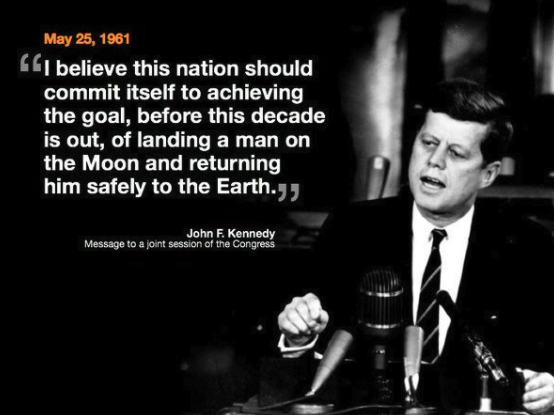 May 25, 1961
“I believe this nation should
commit itself to achieving
the goal, before this decade
is out, of landing a man on
the Moon and returning
him safely to the Earth.”
John F. Kennedy
Message to a joint session of the Congress